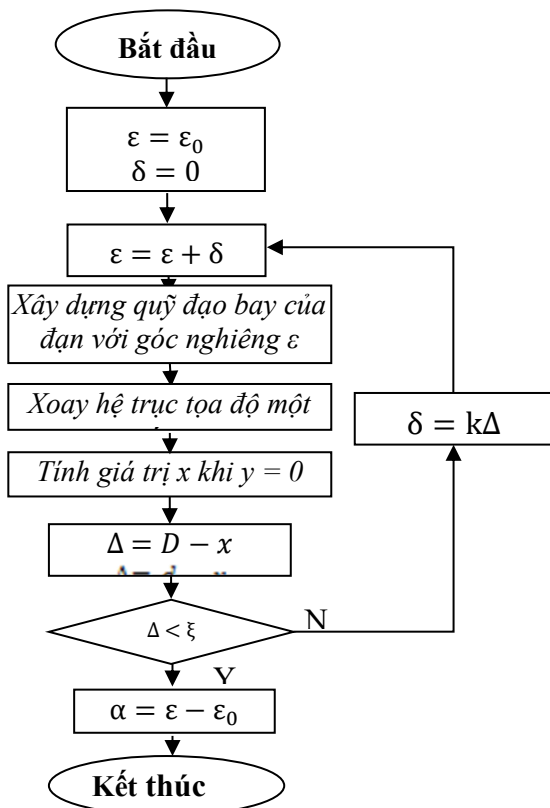 Bắt đầu
ε = ε₀
δ = 0
ε = ε + δ
Xây dựng quỹ đạo bay của
đạn với góc nghiêng ε
Xoay hệ trục tọa độ một
δ = kΔ
Tính giá trị x khi y = 0
Δ = D − x
Δ < ξ
N
Y
α = ε − ε₀
Kết thúc